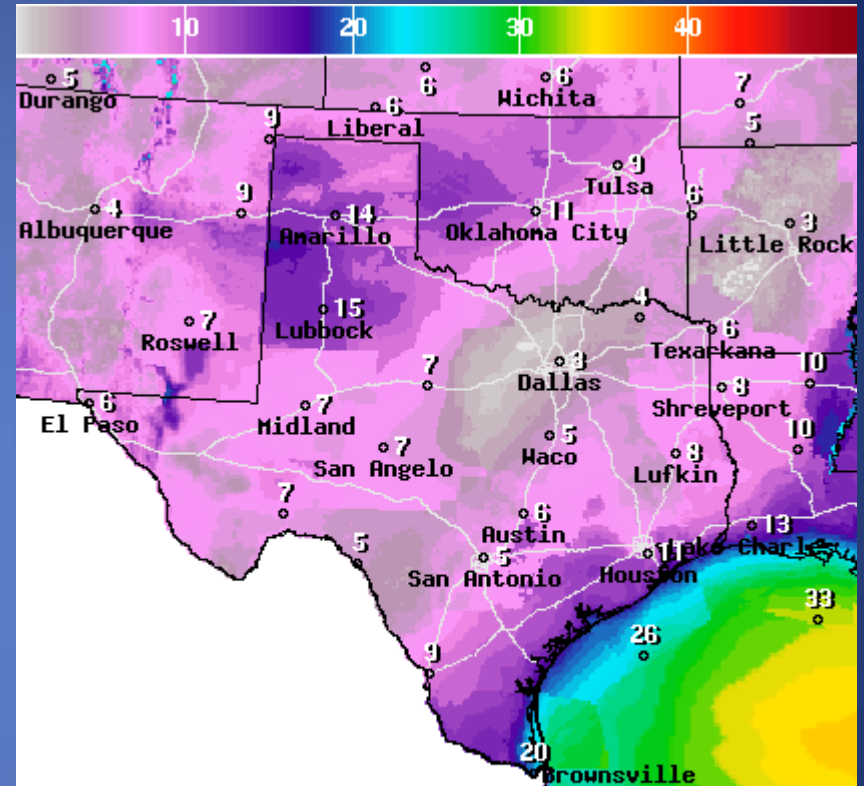 10 20 30 40
5 Durango
6
6 Wichita
7
6 Liberal
9
5
9 Tulsa
4 Albuquerque
9
14 Amarillo
11 Oklahoma City
6
3 Little Rock
15 Lubbock
7 Roswell
4
6 Texarkana
3 Dallas
7
8 Shreveport
10
6 El Paso
7 Midland
7 San Angelo
5 Waco
8 Lufkin
10
7
6 Austin
13 Lake Charles
5
5 San Antonio
11 Houston
33
26
9
20 Brownsville